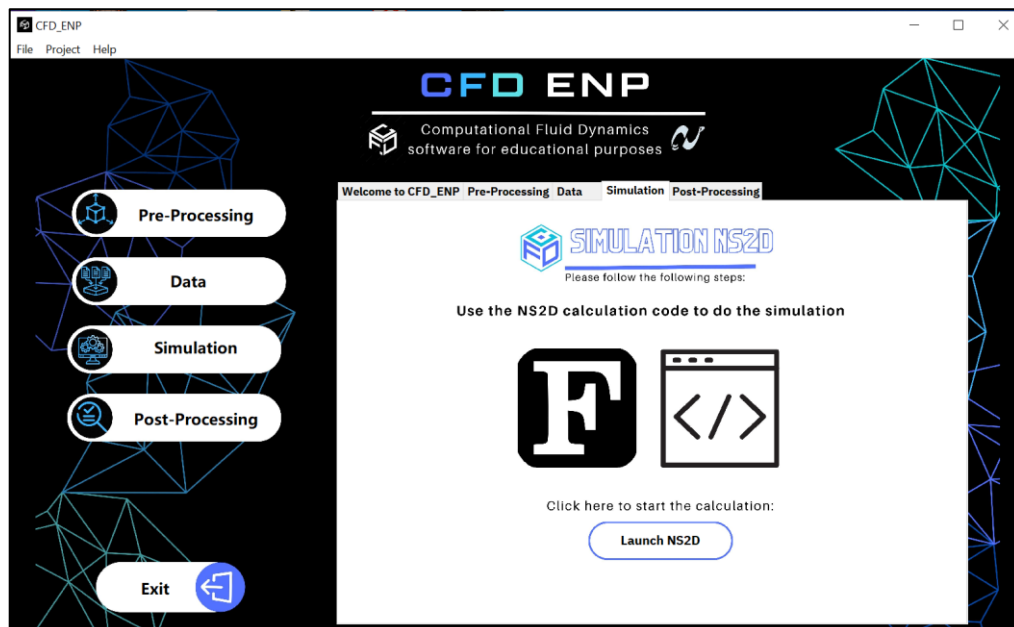 CFD_ENP
File Project Help
CFD ENP
Computational Fluid Dynamics
software for educational purposes
Welcome to CFD_ENP Pre-Processing Data Simulation Post-Processing
Pre-Processing
Data
Simulation
Post-Processing
Exit
CFD
SIMULATION NS2D
Please follow the following steps:
Use the NS2D calculation code to do the simulation
F </>
Click here to start the calculation:
Launch NS2D